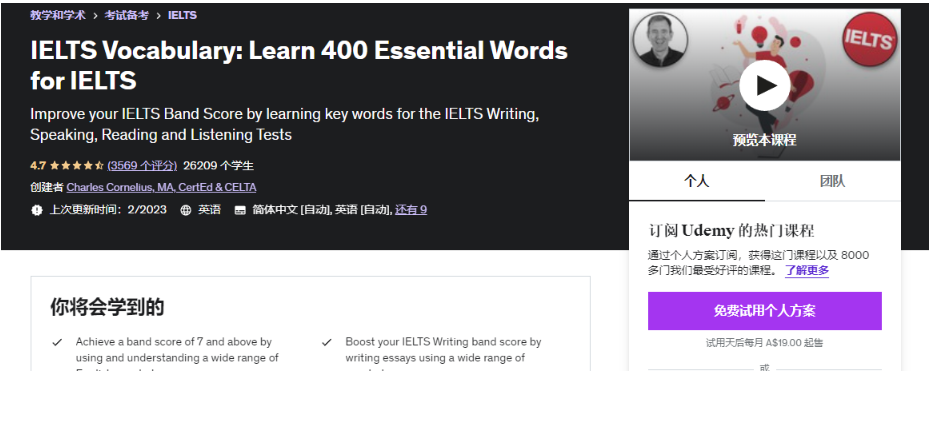 教学和学术 > 考试备考 > IELTS
IELTS Vocabulary: Learn 400 Essential Words
for IELTS
Improve your IELTS Band Score by learning key words for the IELTS Writing,
Speaking, Reading and Listening Tests
4.7 (3569 个评分) 26209 个学生
创建者 Charles Cornelius, MA, CertEd & CELTA
上次更新时间：2/2023 英语 简体中文 [自动], 英语 [自动], 还有 9
你将会学到的
Achieve a band score of 7 and above by
using and understanding a wide range of
Boost your IELTS Writing band score by
writing essays using a wide range of
IELTS
预览本课程
个人 团队
订阅 Udemy 的热门课程
通过个人方案订阅，获得这门课程以及 8000
多门我们最受好评的课程。 了解更多
免费试用个人方案
试用天后每月 A$19.00 起售
或